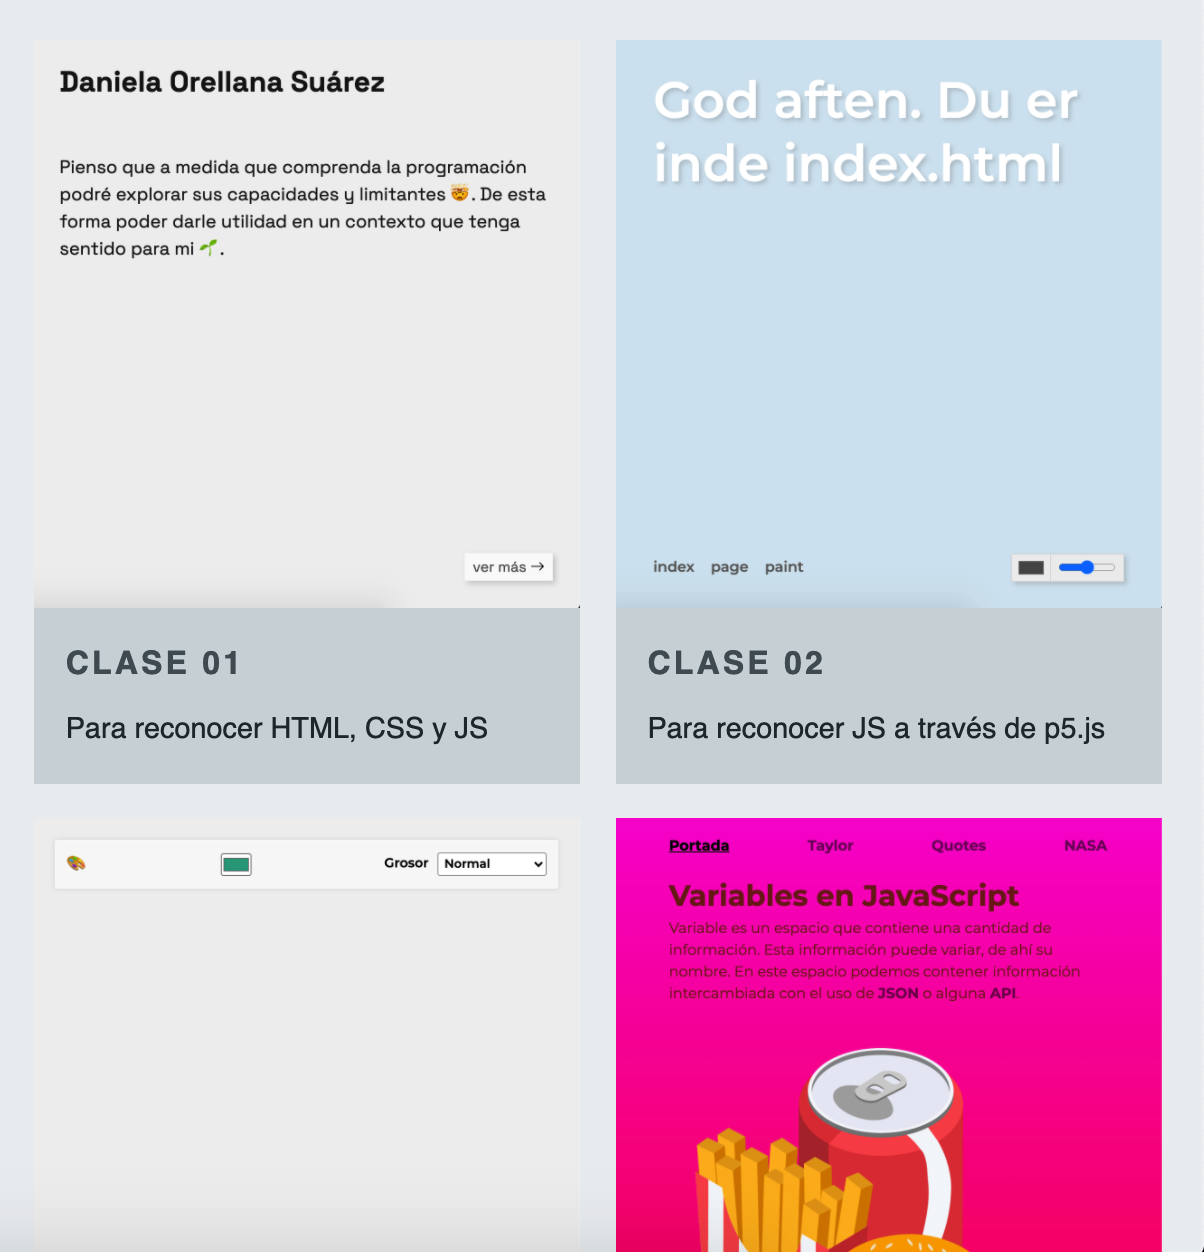 Daniela Orellana Suárez
Pienso que a medida que comprenda la programación
podré explorar sus capacidades y limitantes 🤯. De esta
forma poder darle utilidad en un contexto que tenga
sentido para mi 🌱.
ver más →
CLASE 01
Para reconocer HTML, CSS y JS
God aften. Du er
inde index.html
index page paint
CLASE 02
Para reconocer JS a través de p5.js
🎨 Grosor Normal
Portada Taylor Quotes NASA
Variables en JavaScript
Variable es un espacio que contiene una cantidad de
información. Esta información puede variar, de ahí su
nombre. En este espacio podemos contener información
intercambiada con el uso de JSON o alguna API.